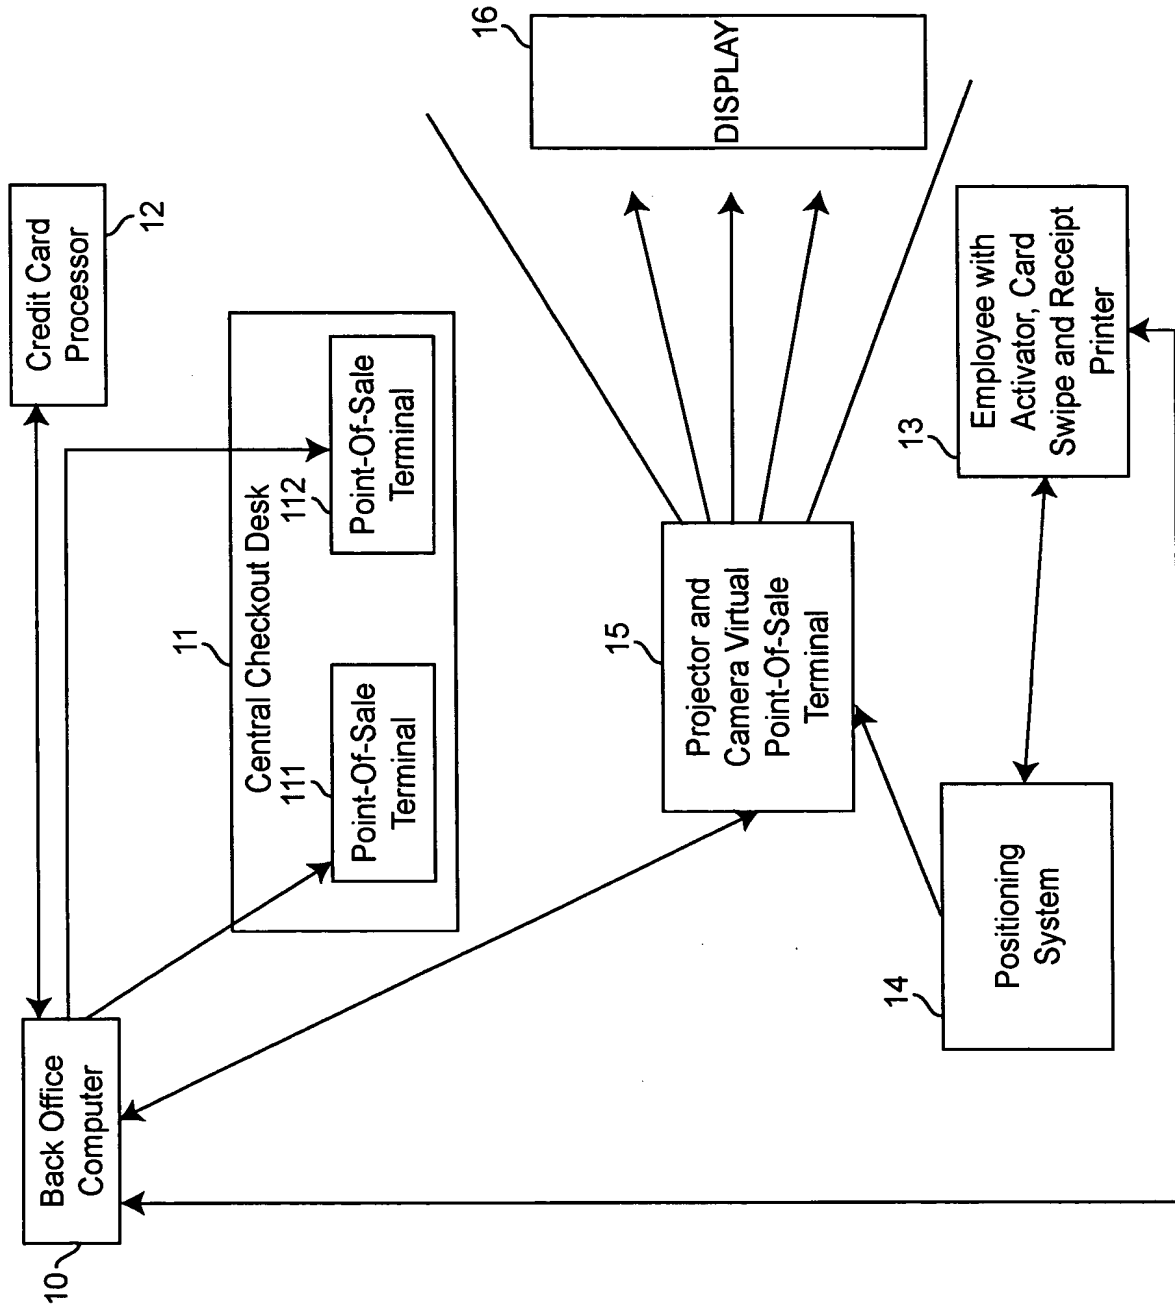 10
Back Office
Computer
Credit Card
Processor
12
11
Central Checkout Desk
111
Point-Of-Sale
Terminal
112
Point-Of-Sale
Terminal
15
Projector and
Camera Virtual
Point-Of-Sale
Terminal
16
DISPLAY
14
Positioning
System
13
Employee with
Activator, Card
Swipe and Receipt
Printer